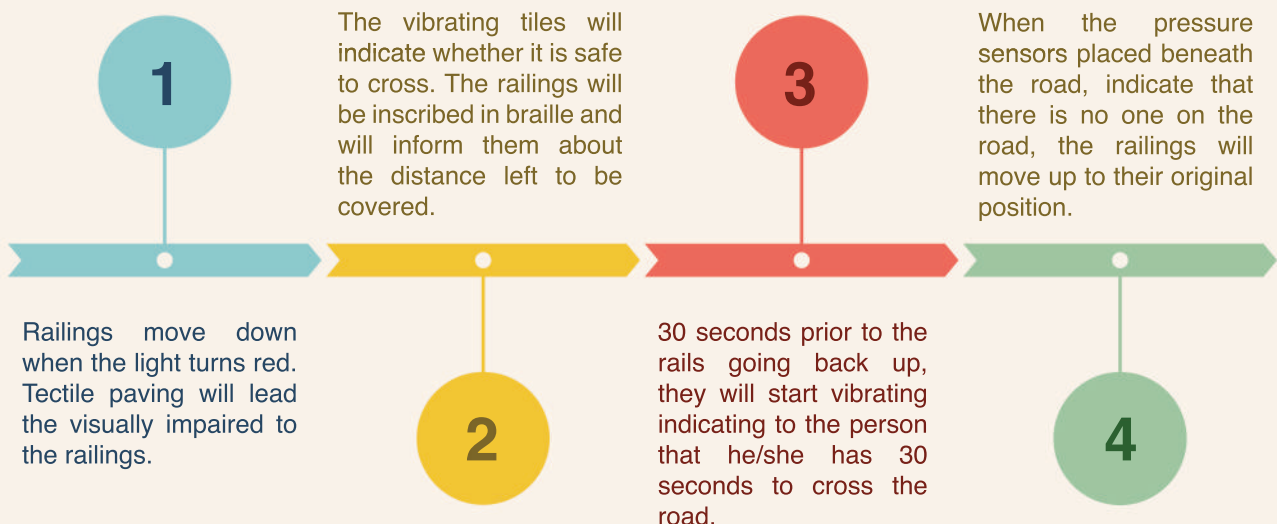 1
Railings move down
when the light turns red.
Tectile paving will lead
the visually impaired to
the railings.
The vibrating tiles will
indicate whether it is safe
to cross. The railings will
be inscribed in braille and
will inform them about
the distance left to be
covered.
2
3
30 seconds prior to the
rails going back up,
they will start vibrating
indicating to the person
that he/she has 30
seconds to cross the
road.
When the pressure
sensors placed beneath
the road, indicate that
there is no one on the
road, the railings will
move up to their original
position.
4